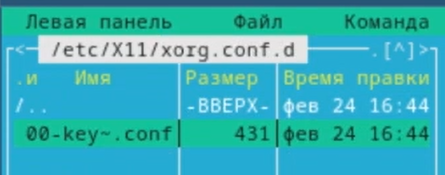 Левая панель Файл Команда
<- /etc/X11/xorg.conf.d .[^]>
.и Имя Размер Время правки
/.. -ВВЕРХ- фев 24 16:44
00-key~.conf 431 фев 24 16:44